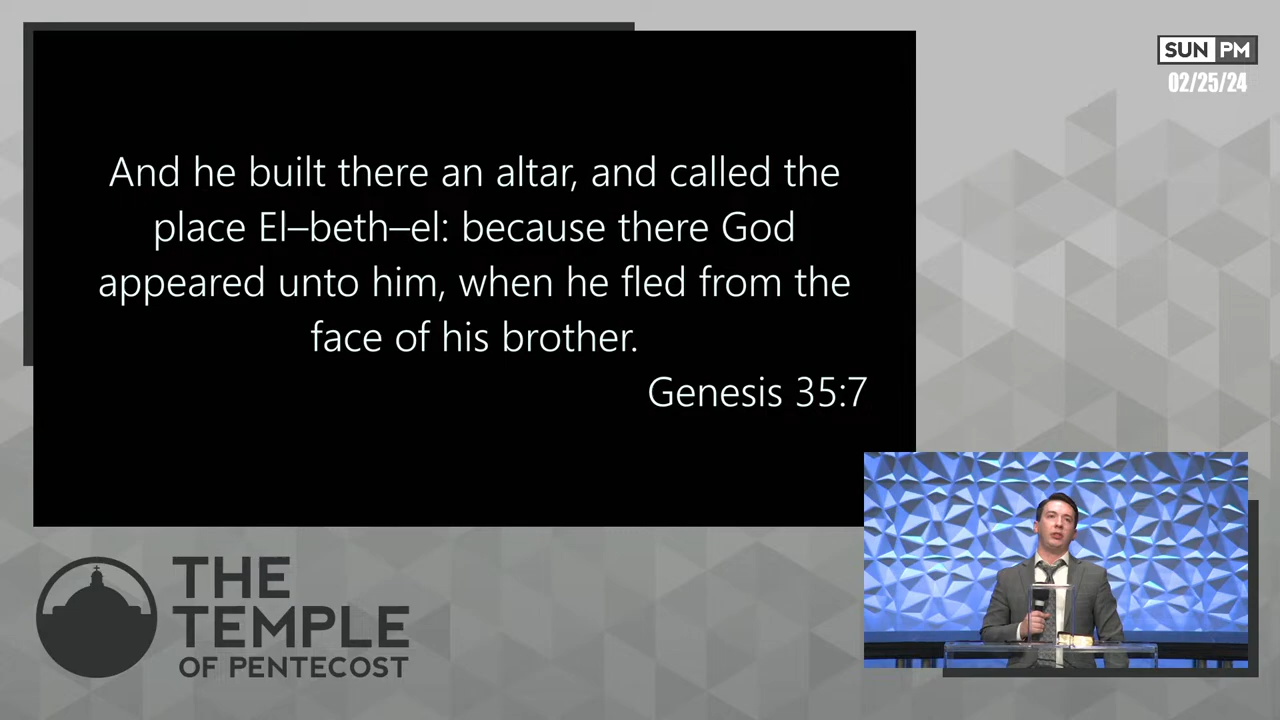 And he built there an altar, and called the
place El–beth–el: because there God
appeared unto him, when he fled from the
face of his brother.
Genesis 35:7
SUN PM
02/25/24
THE
TEMPLE
OF PENTECOST